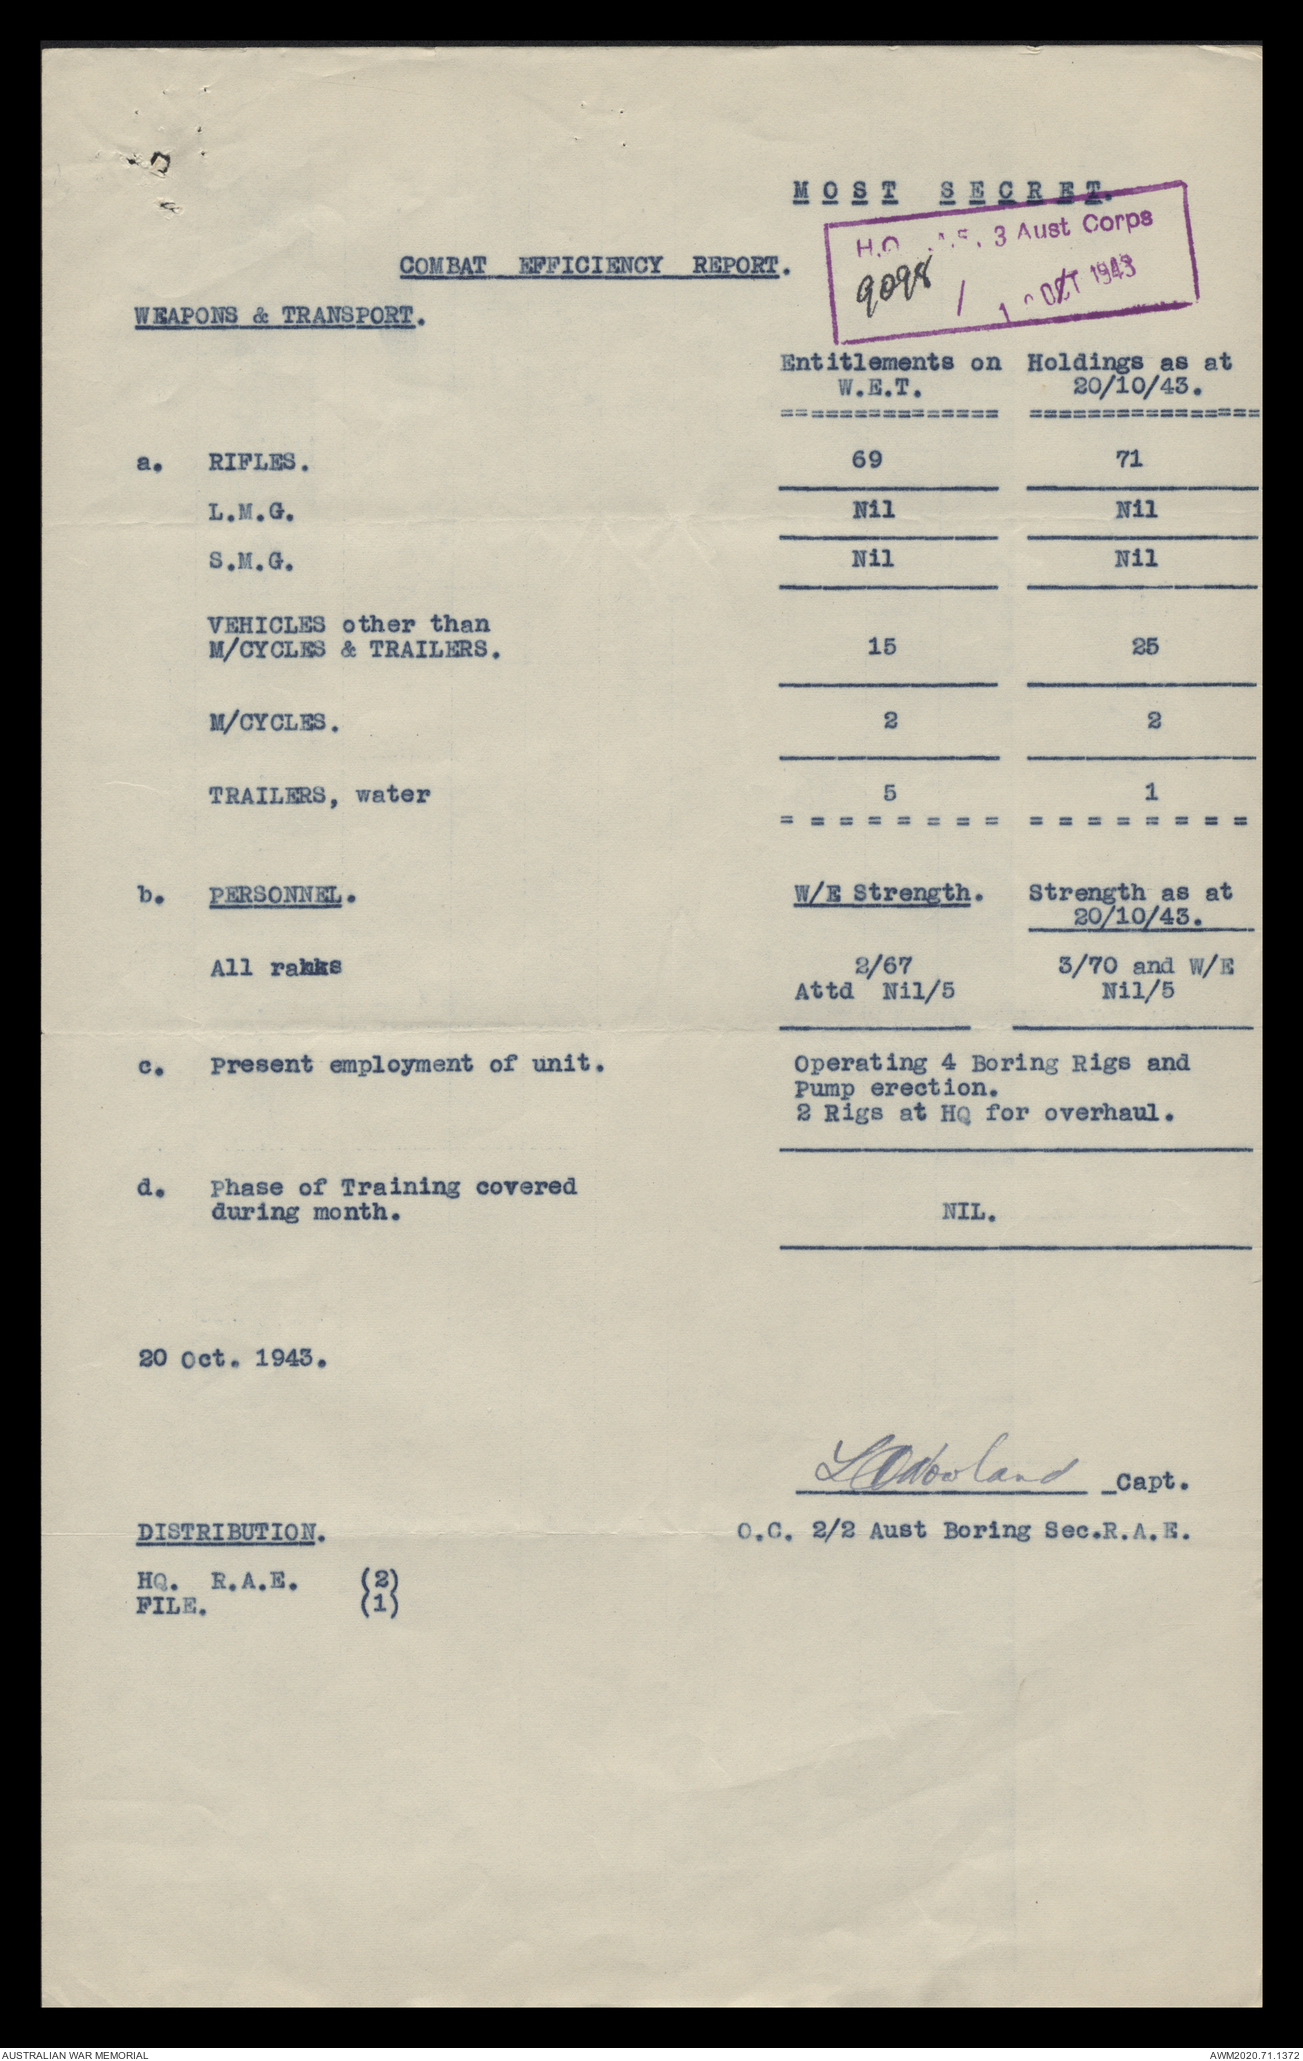 MOST SECRET.
H.Q. 3 Aust Corps
9098 / OCT 1943
COMBAT EFFICIENCY REPORT.
WEAPONS & TRANSPORT.
Entitlements on Holdings as at
W.E.T. 20/10/43.
=============== ================
a. RIFLES. 69 71
L.M.G. Nil Nil
S.M.G. Nil Nil
VEHICLES other than
M/CYCLES & TRAILERS. 15 25
M/CYCLES. 2 2
TRAILERS, water 5 1
= = = = = = = = = = = = = = = =
b. PERSONNEL. W/E Strength. Strength as at
20/10/43.
All ranks 2/67 3/70 and W/E
Attd Nil/5 Nil/5
c. Present employment of unit. Operating 4 Boring Rigs and
Pump erection.
2 Rigs at HQ for overhaul.
d. Phase of Training covered
during month. NIL.
20 Oct. 1943.
Capt.
DISTRIBUTION. O.C. 2/2 Aust Boring Sec.R.A.E.
HQ. R.A.E. (2)
FILE. (1)
AUSTRALIAN WAR MEMORIAL AWM2020.71.1372